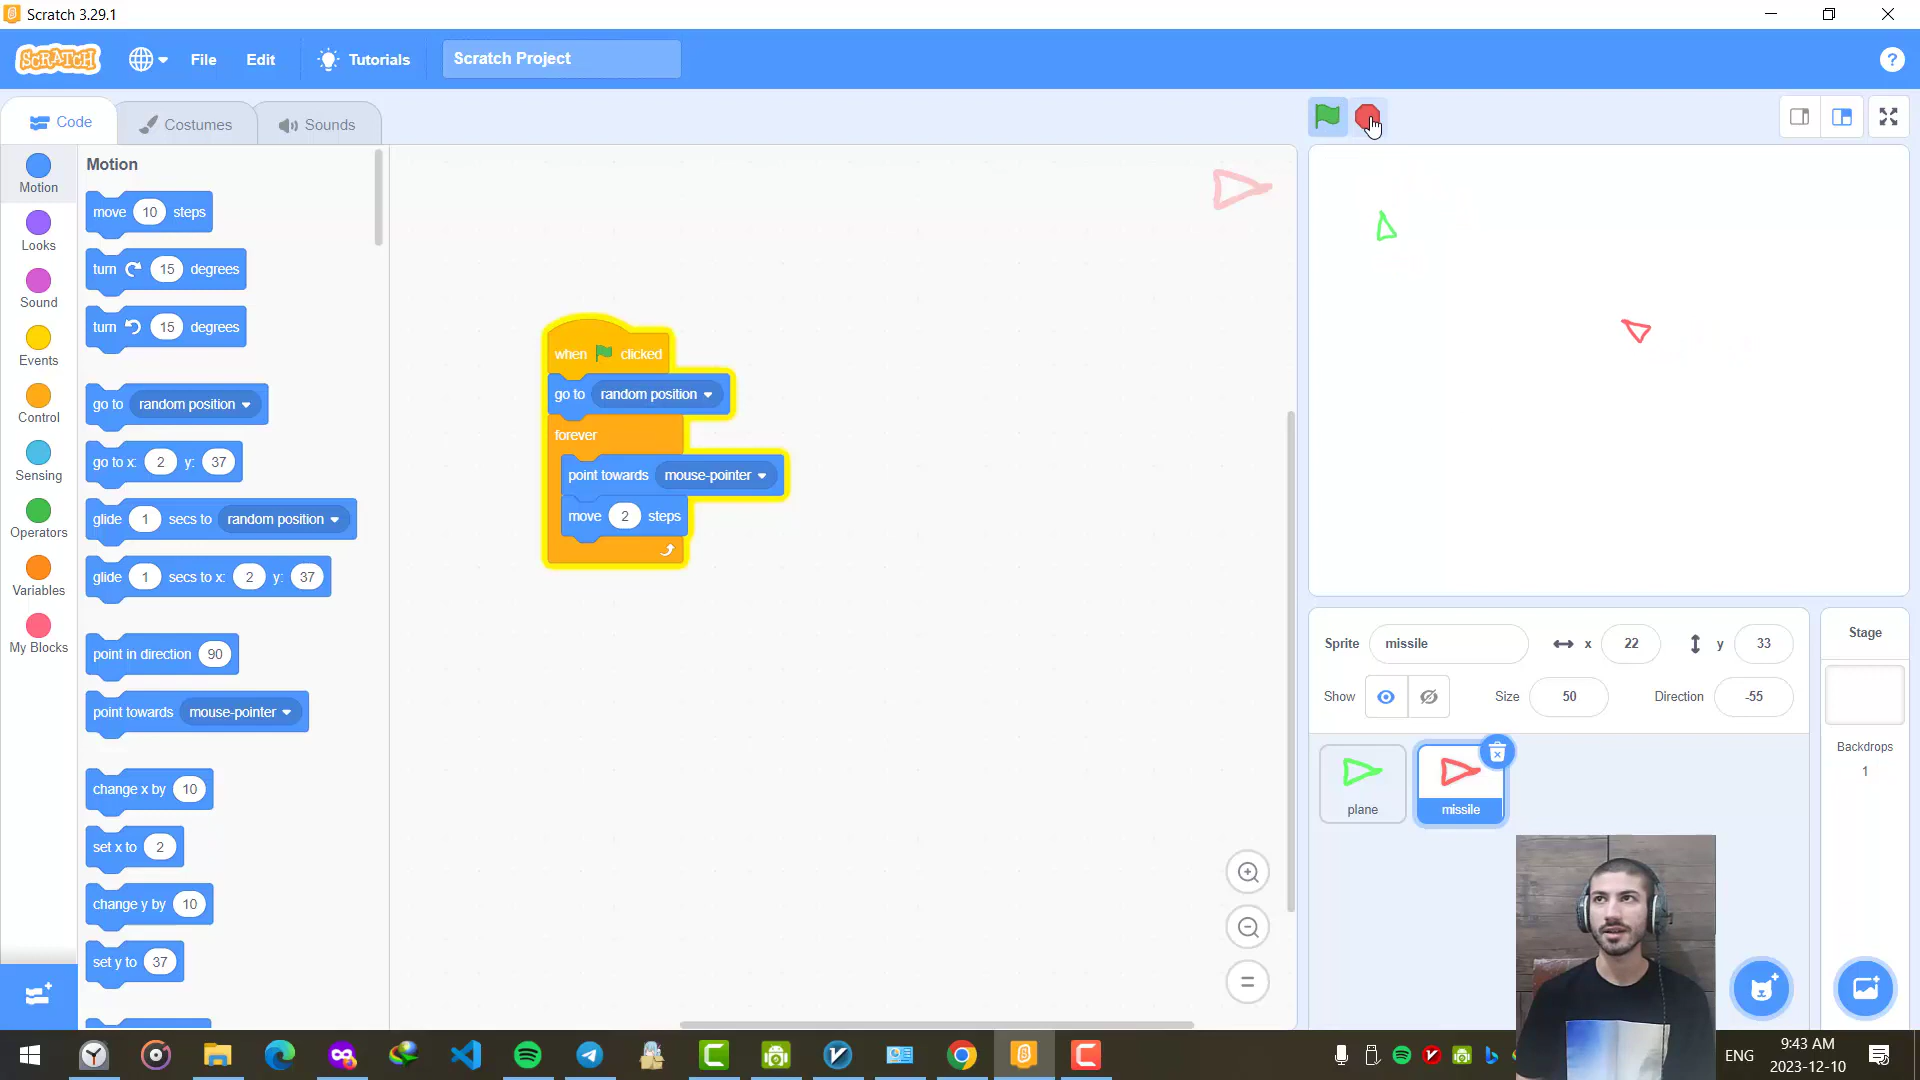 Scratch 3.29.1
SCRATCH
File
Edit
Tutorials
Scratch Project
?
Code
Costumes
Sounds
Motion
Looks
Sound
Events
Control
Sensing
Operators
Variables
My Blocks
Motion
move 10 steps
turn 15 degrees
turn 15 degrees
go to random position
go to x: 2 y: 37
glide 1 secs to random position
glide 1 secs to x: 2 y: 37
point in direction 90
point towards mouse-pointer
change x by 10
set x to 2
change y by 10
set y to 37
when clicked
go to random position
forever
point towards mouse-pointer
move 2 steps
Sprite missile x 22 y 33
Show Size 50 Direction -55
plane
missile
Stage
Backdrops
1
ENG
9:43 AM
2023-12-10